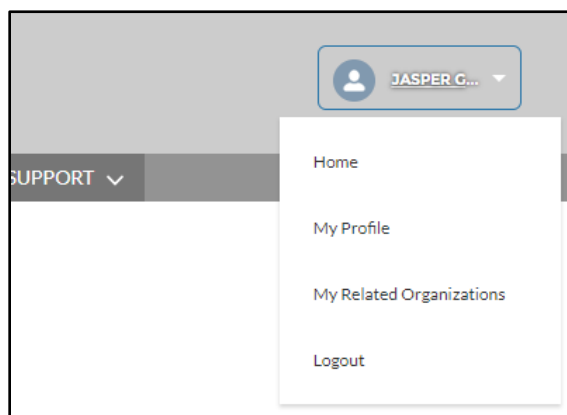 JASPER G...
Home
SUPPORT
My Profile
My Related Organizations
Logout